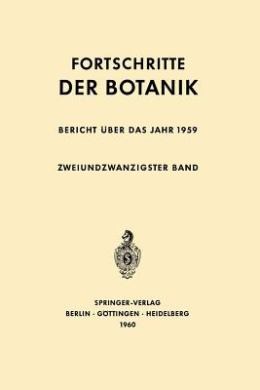 FORTSCHRITTE
DER BOTANIK
BERICHT ÜBER DAS JAHR 1959
ZWEIUNDZWANZIGSTER BAND
SPRINGER-VERLAG
BERLIN · GÖTTINGEN · HEIDELBERG
1960